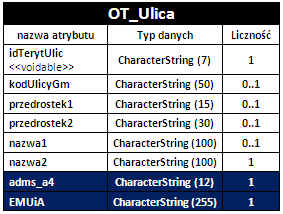 OT_Ulica
nazwa atrybutu Typ danych Liczność
idTerytUlic
<<voidable>> CharacterString (7) 1
kodUlicyGm CharacterString (50) 0..1
przedrostek1 CharacterString (15) 0..1
przedrostek2 CharacterString (30) 0..1
nazwa1 CharacterString (100) 0..1
nazwa2 CharacterString (100) 1
adms_a4 CharacterString (12) 1
EMUiA CharacterString (255) 1